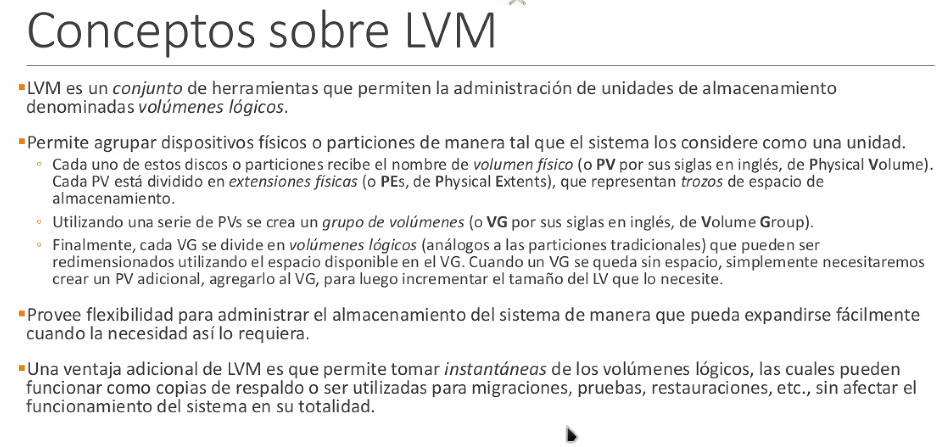 Conceptos sobre LVM
▪LVM es un conjunto de herramientas que permiten la administración de unidades de almacenamiento
denominadas volúmenes lógicos.
▪Permite agrupar dispositivos físicos o particiones de manera tal que el sistema los considere como una unidad.
◦ Cada uno de estos discos o particiones recibe el nombre de volumen físico (o PV por sus siglas en inglés, de Physical Volume).
Cada PV está dividido en extensiones físicas (o PEs, de Physical Extents), que representan trozos de espacio de
almacenamiento.
◦ Utilizando una serie de PVs se crea un grupo de volúmenes (o VG por sus siglas en inglés, de Volume Group).
◦ Finalmente, cada VG se divide en volúmenes lógicos (análogos a las particiones tradicionales) que pueden ser
redimensionados utilizando el espacio disponible en el VG. Cuando un VG se queda sin espacio, simplemente necesitaremos
crear un PV adicional, agregarlo al VG, para luego incrementar el tamaño del LV que lo necesite.
▪Provee flexibilidad para administrar el almacenamiento del sistema de manera que pueda expandirse fácilmente
cuando la necesidad así lo requiera.
▪Una ventaja adicional de LVM es que permite tomar instantáneas de los volúmenes lógicos, las cuales pueden
funcionar como copias de respaldo o ser utilizadas para migraciones, pruebas, restauraciones, etc., sin afectar el
funcionamiento del sistema en su totalidad.